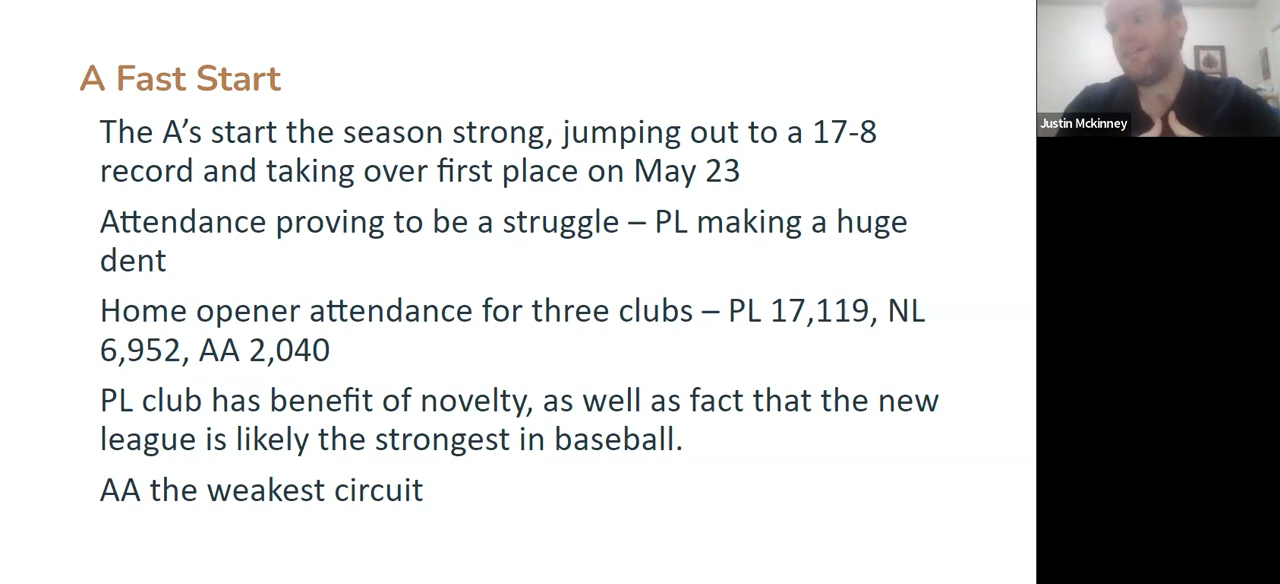 A Fast Start
The A’s start the season strong, jumping out to a 17-8
record and taking over first place on May 23
Attendance proving to be a struggle – PL making a huge
dent
Home opener attendance for three clubs – PL 17,119, NL
6,952, AA 2,040
PL club has benefit of novelty, as well as fact that the new
league is likely the strongest in baseball.
AA the weakest circuit
Justin Mckinney